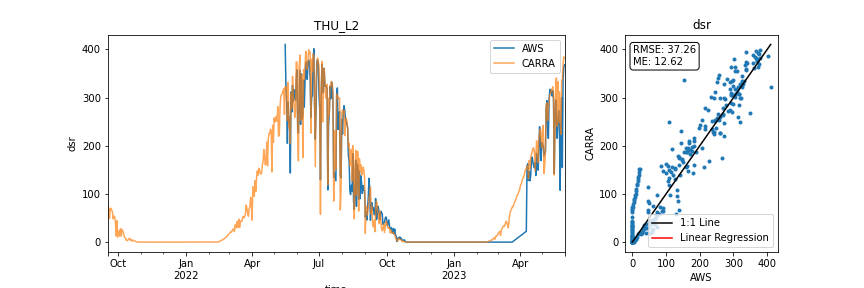 THU_L2
dsr
400
300
200
100
0
dsr
AWS
CARRA
Oct
Jan
2022
Apr
Jul
Oct
Jan
2023
Apr
time
dsr
400
300
200
100
0
CARRA
RMSE: 37.26
ME: 12.62
1:1 Line
Linear Regression
0
100
200
300
400
AWS